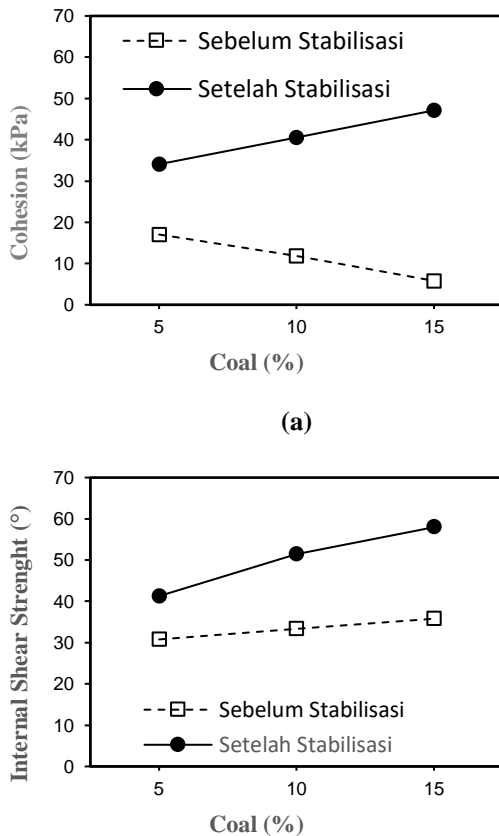 70
60
50
40
30
20
10
0
Cohesion (kPa)
Sebelum Stabilisasi
Setelah Stabilisasi
5 10 15
Coal (%)
(a)
70
60
50
40
30
20
10
0
Internal Shear Strenght (°)
Sebelum Stabilisasi
Setelah Stabilisasi
5 10 15
Coal (%)